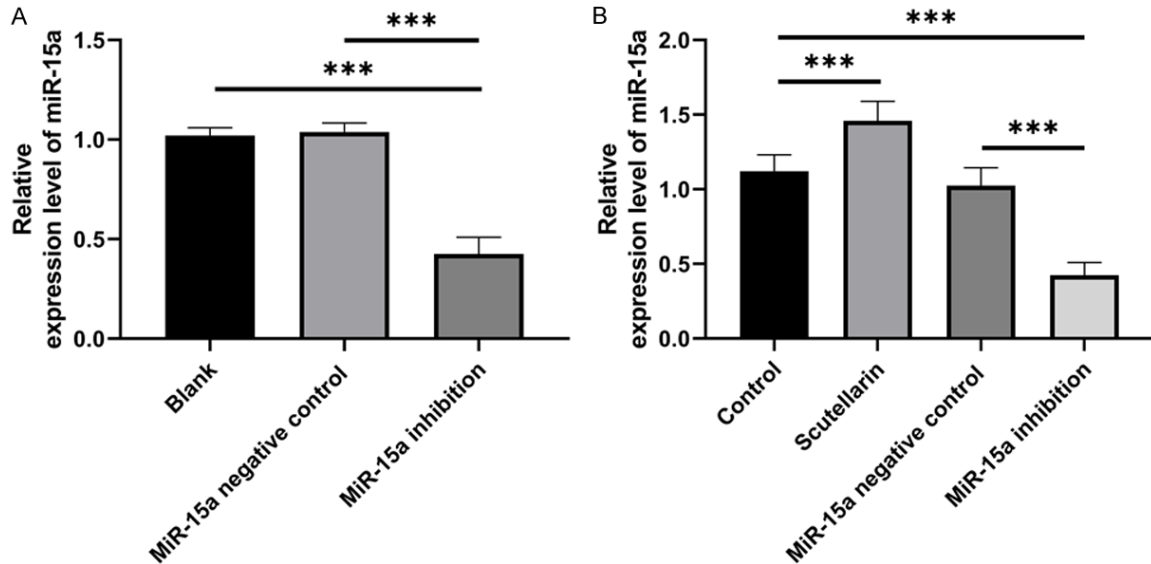 A
Relative
expression level of miR-15a
1.5
1.0
0.5
0.0
***
***
Blank
MiR-15a negative control
MiR-15a inhibition
B
Relative
expression level of miR-15a
2.0
1.5
1.0
0.5
0.0
***
***
***
Control
Scutellarin
MiR-15a negative control
MiR-15a inhibition